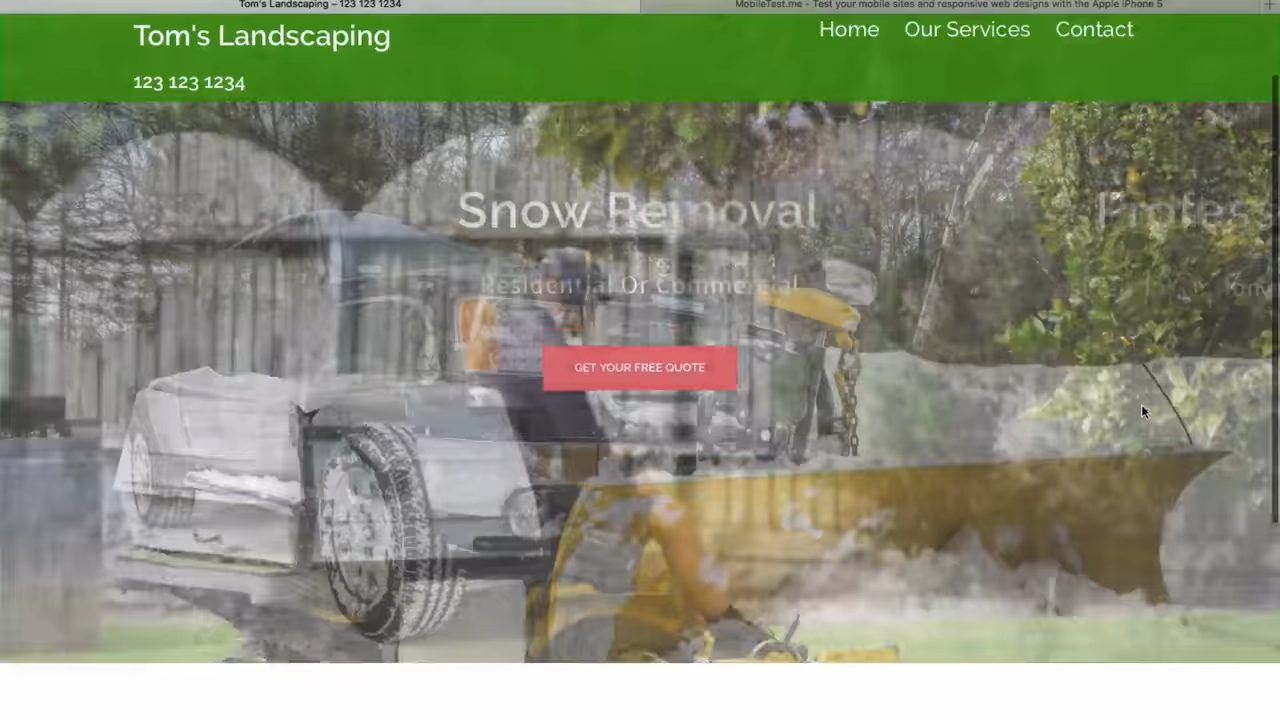 Tom's Landscaping – 123 123 1234
MobileTest.me - Test your mobile sites and responsive web designs with the Apple iPhone 5
Tom's Landscaping
Home Our Services Contact
123 123 1234
Snow Removal
Profess
Residential Or Commercial
GET YOUR FREE QUOTE